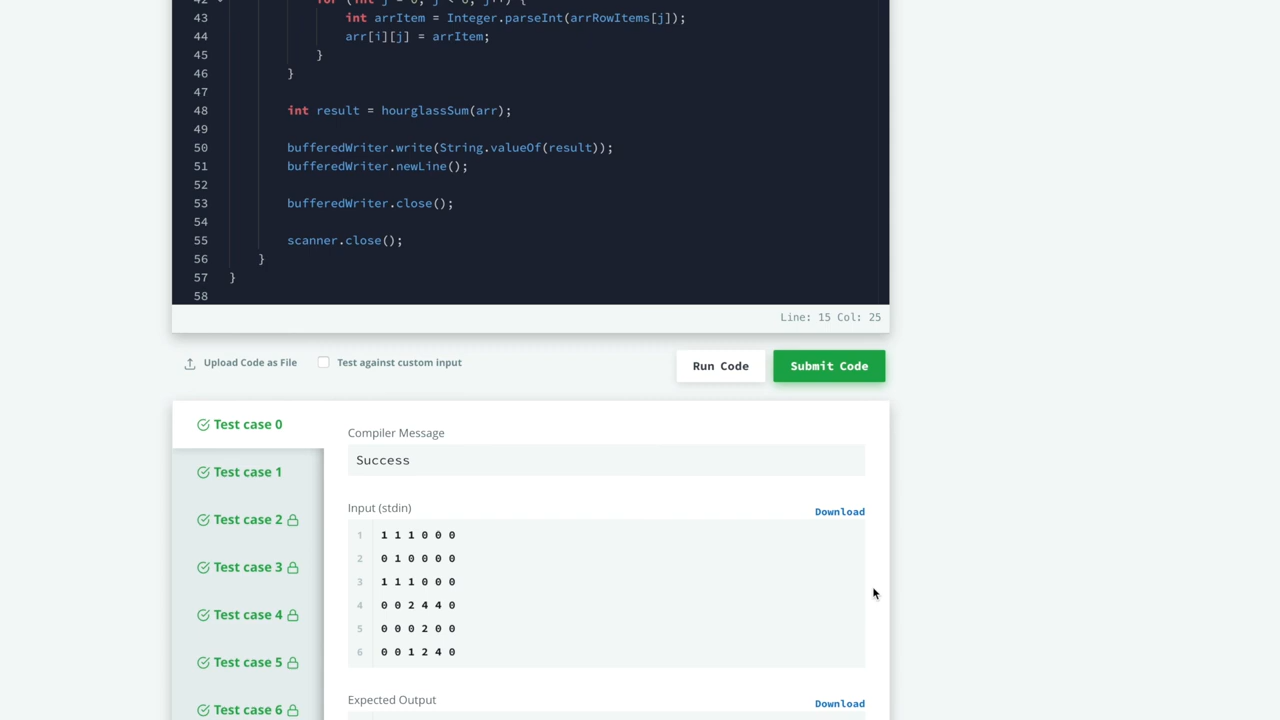 42 for (int j = 0; j < 6; j++) {
43 int arrItem = Integer.parseInt(arrRowItems[j]);
44 arr[i][j] = arrItem;
45 }
46 }
47
48 int result = hourglassSum(arr);
49
50 bufferedWriter.write(String.valueOf(result));
51 bufferedWriter.newLine();
52
53 bufferedWriter.close();
54
55 scanner.close();
56 }
57 }
58
Line: 15 Col: 25
Upload Code as File Test against custom input Run Code Submit Code
Test case 0
Test case 1
Test case 2
Test case 3
Test case 4
Test case 5
Test case 6
Compiler Message
Success
Input (stdin) Download
1 1 1 1 0 0 0
2 0 1 0 0 0 0
3 1 1 1 0 0 0
4 0 0 2 4 4 0
5 0 0 0 2 0 0
6 0 0 1 2 4 0
Expected Output Download